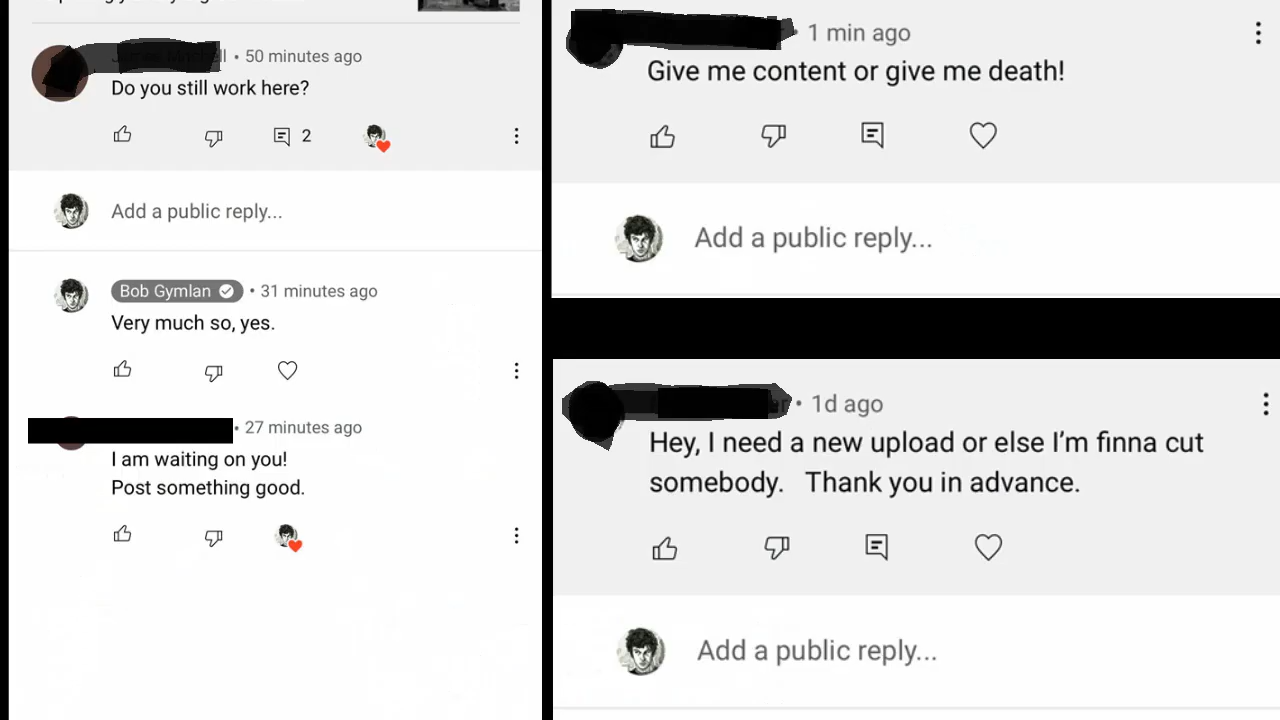 • 50 minutes ago
Do you still work here?
2
Add a public reply...
Bob Gymlan • 31 minutes ago
Very much so, yes.
• 27 minutes ago
I am waiting on you!
Post something good.
• 1 min ago
Give me content or give me death!
Add a public reply...
• 1d ago
Hey, I need a new upload or else I'm finna cut
somebody. Thank you in advance.
Add a public reply...